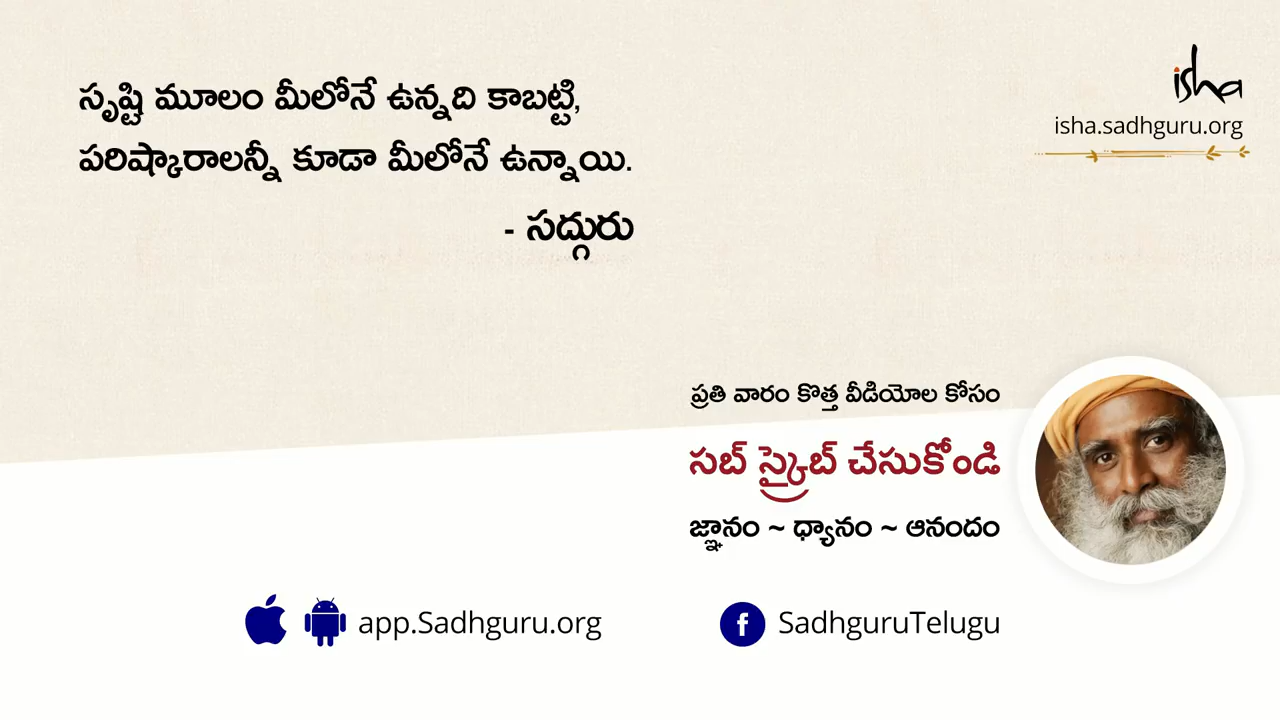 సృష్టి మూలం మీలోనే ఉన్నది కాబట్టి,
పరిష్కారాలన్నీ కూడా మీలోనే ఉన్నాయి.
- సద్గురు
isha
isha.sadhguru.org
ప్రతి వారం కొత్త వీడియోల కోసం
సబ్ స్క్రైబ్ చేసుకోండి
జ్ఞానం ~ ధ్యానం ~ ఆనందం
app.Sadhguru.org
f SadhguruTelugu